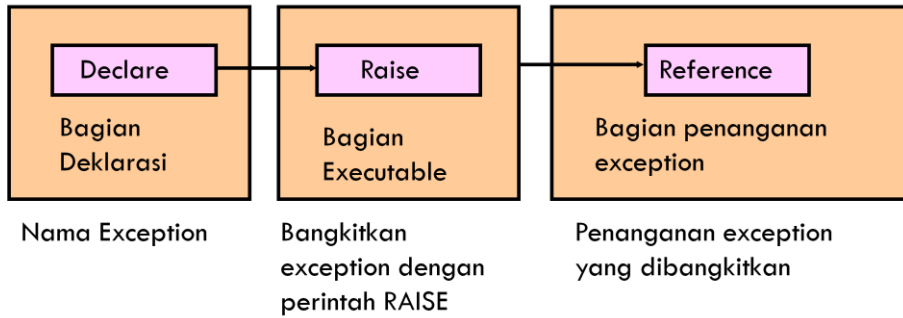 Declare
Bagian
Deklarasi
Nama Exception
Raise
Bagian
Executable
Bangkitkan
exception dengan
perintah RAISE
Reference
Bagian penanganan
exception
Penanganan exception
yang dibangkitkan